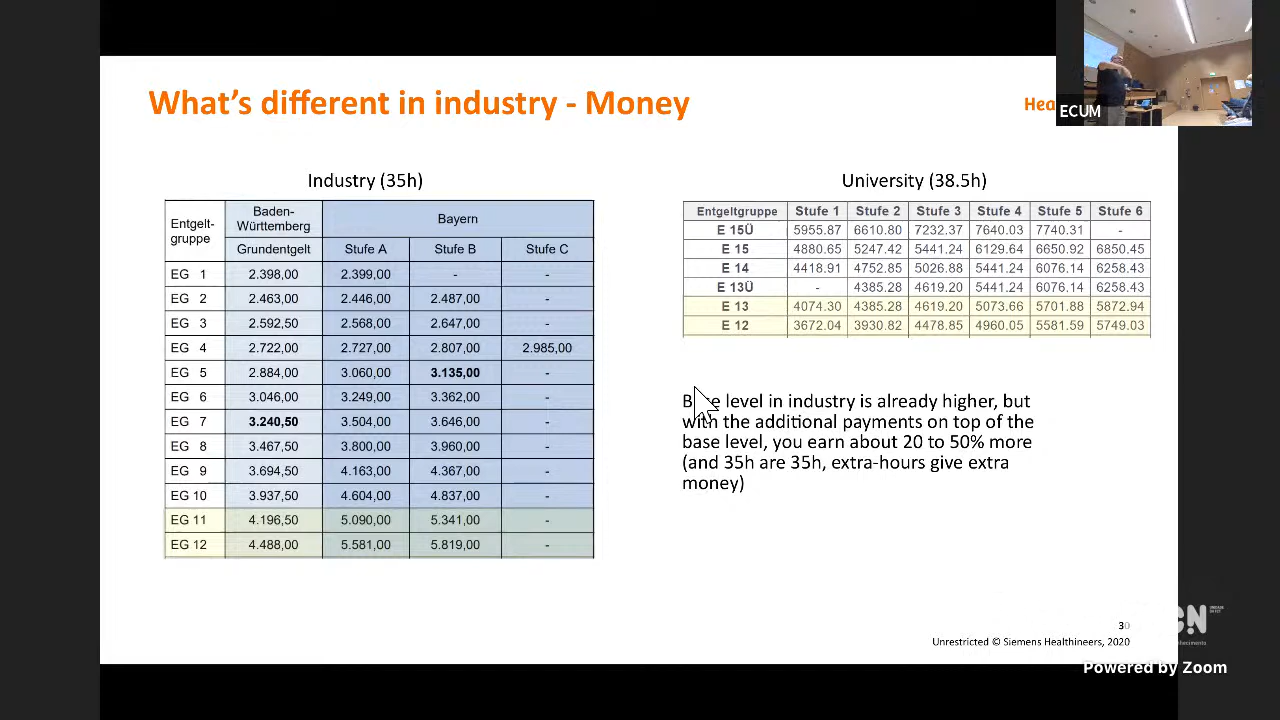 What's different in industry - Money
Hea
ECUM
Industry (35h)
Entgelt-
gruppe
Baden-
Württemberg
Bayern
Grundentgelt Stufe A Stufe B Stufe C
EG 1 2.398,00 2.399,00 - -
EG 2 2.463,00 2.446,00 2.487,00 -
EG 3 2.592,50 2.568,00 2.647,00 -
EG 4 2.722,00 2.727,00 2.807,00 2.985,00
EG 5 2.884,00 3.060,00 3.135,00 -
EG 6 3.046,00 3.249,00 3.362,00 -
EG 7 3.240,50 3.504,00 3.646,00 -
EG 8 3.467,50 3.800,00 3.960,00 -
EG 9 3.694,50 4.163,00 4.367,00 -
EG 10 3.937,50 4.604,00 4.837,00 -
EG 11 4.196,50 5.090,00 5.341,00 -
EG 12 4.488,00 5.581,00 5.819,00 -
University (38.5h)
Entgeltgruppe Stufe 1 Stufe 2 Stufe 3 Stufe 4 Stufe 5 Stufe 6
E 15Ü 5955.87 6610.80 7232.37 7640.03 7740.31 -
E 15 4880.65 5247.42 5441.24 6129.64 6650.92 6850.45
E 14 4418.91 4752.85 5026.88 5441.24 6076.14 6258.43
E 13Ü - 4385.28 4619.20 5441.24 6076.14 6258.43
E 13 4074.30 4385.28 4619.20 5073.66 5701.88 5872.94
E 12 3672.04 3930.82 4478.85 4960.05 5581.59 5749.03
Base level in industry is already higher, but
with the additional payments on top of the
base level, you earn about 20 to 50% more
(and 35h are 35h, extra-hours give extra
money)
30
Unrestricted © Siemens Healthineers, 2020
CN
Powered by Zoom